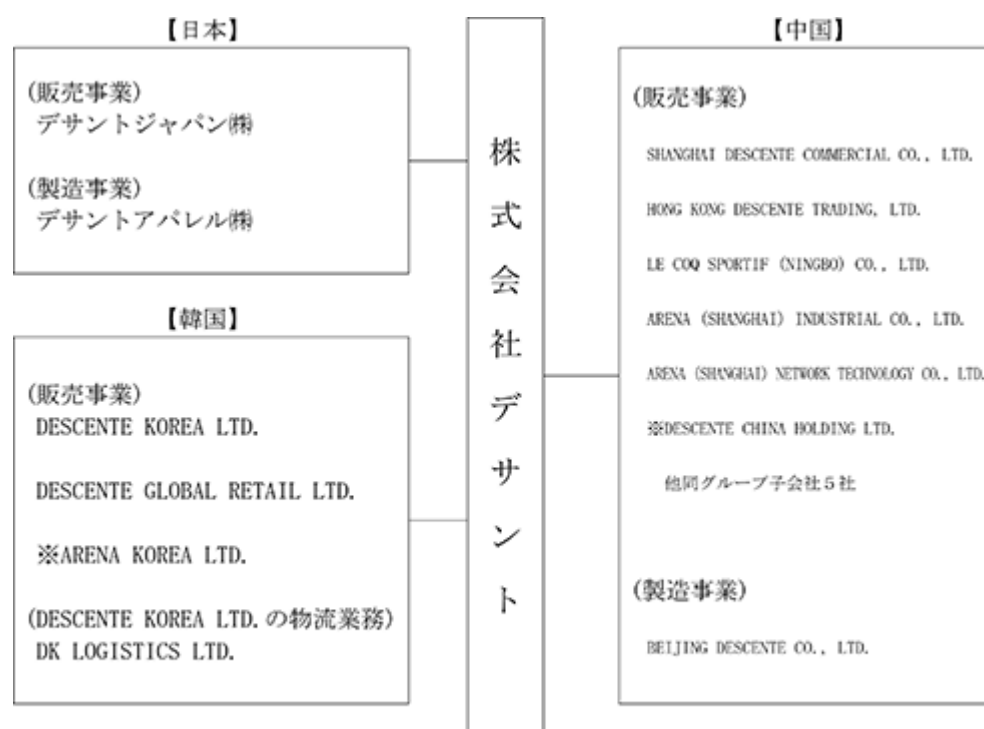 【日本】
(販売事業)
デサントジャパン㈱
(製造事業)
デサントアパレル㈱
【韓国】
(販売事業)
DESCENTE KOREA LTD.
DESCENTE GLOBAL RETAIL LTD.
※ARENA KOREA LTD.
(DESCENTE KOREA LTD.の物流業務)
DK LOGISTICS LTD.
株式会社デサント
【中国】
(販売事業)
SHANGHAI DESCENTE COMMERCIAL CO., LTD.
HONG KONG DESCENTE TRADING, LTD.
LE COQ SPORTIF (NINGBO) CO., LTD.
ARENA (SHANGHAI) INDUSTRIAL CO., LTD.
ARENA (SHANGHAI) NETWORK TECHNOLOGY CO., LTD.
※DESCENTE CHINA HOLDING LTD.
他同グループ子会社5社
(製造事業)
BEIJING DESCENTE CO., LTD.